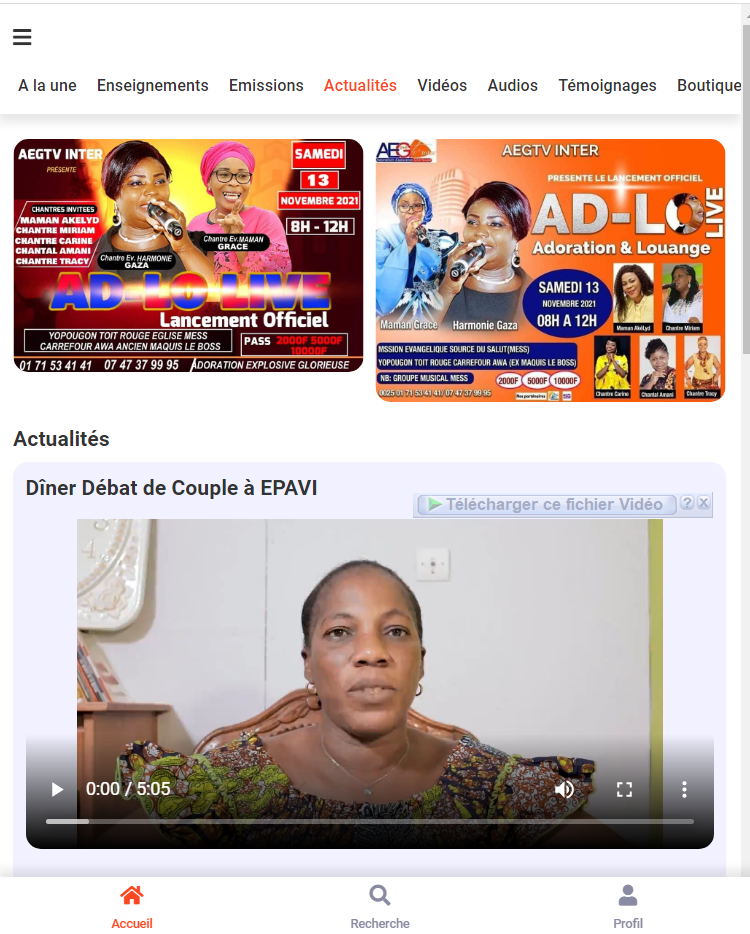 A la une Enseignements Emissions Actualités Vidéos Audios Témoignages Boutique
AEGTV INTER
PRÉSENTE
SAMEDI
13
NOVEMBRE 2021
8H - 12H
CHANTRES INVITEES
MAMAN AKELYD
CHANTRE MIRIAM
CHANTRE CARINE
CHANTAL AMANI
CHANTRE TRACY
Chantre Ev. HARMONIE
GAZA
Chantre Ev. MAMAN
GRACE
AD-LO LIVE
Lancement Officiel
YOPOUGON TOIT ROUGE EGLISE MESS
CARREFOUR AWA ANCIEN MAQUIS LE BOSS
PASS 2000F 5000F
10000F
01 71 53 41 41 07 47 37 99 95 ADORATION EXPLOSIVE GLORIEUSE
AEG
AEGTV INTER
PRESENTE LE LANCEMENT OFFICIEL
AD-LO
LIVE
Adoration & Louange
SAMEDI 13
NOVEMBRE 2021
08H A 12H
Maman Grace Harmonie Gaza
Maman Akélyd Chantre Miriam
MSSION EVANGELIQUE SOURCE DU SALUT(MESS)
YOPOUGON TOIT ROUGE CARREFOUR AWA (EX MAQUIS LE BOSS)
NB: GROUPE MUSICAL MESS
2000F 5000F 10000F
0025 01 71 53 41 41/ 07 47 37 99 95
Nos partenaires
Chantre Carine Chantal Amani Chantre Tracy
Actualités
Dîner Débat de Couple à EPAVI
Télécharger ce fichier Vidéo ? X
0:00 / 5:05
Accueil Recherche Profil